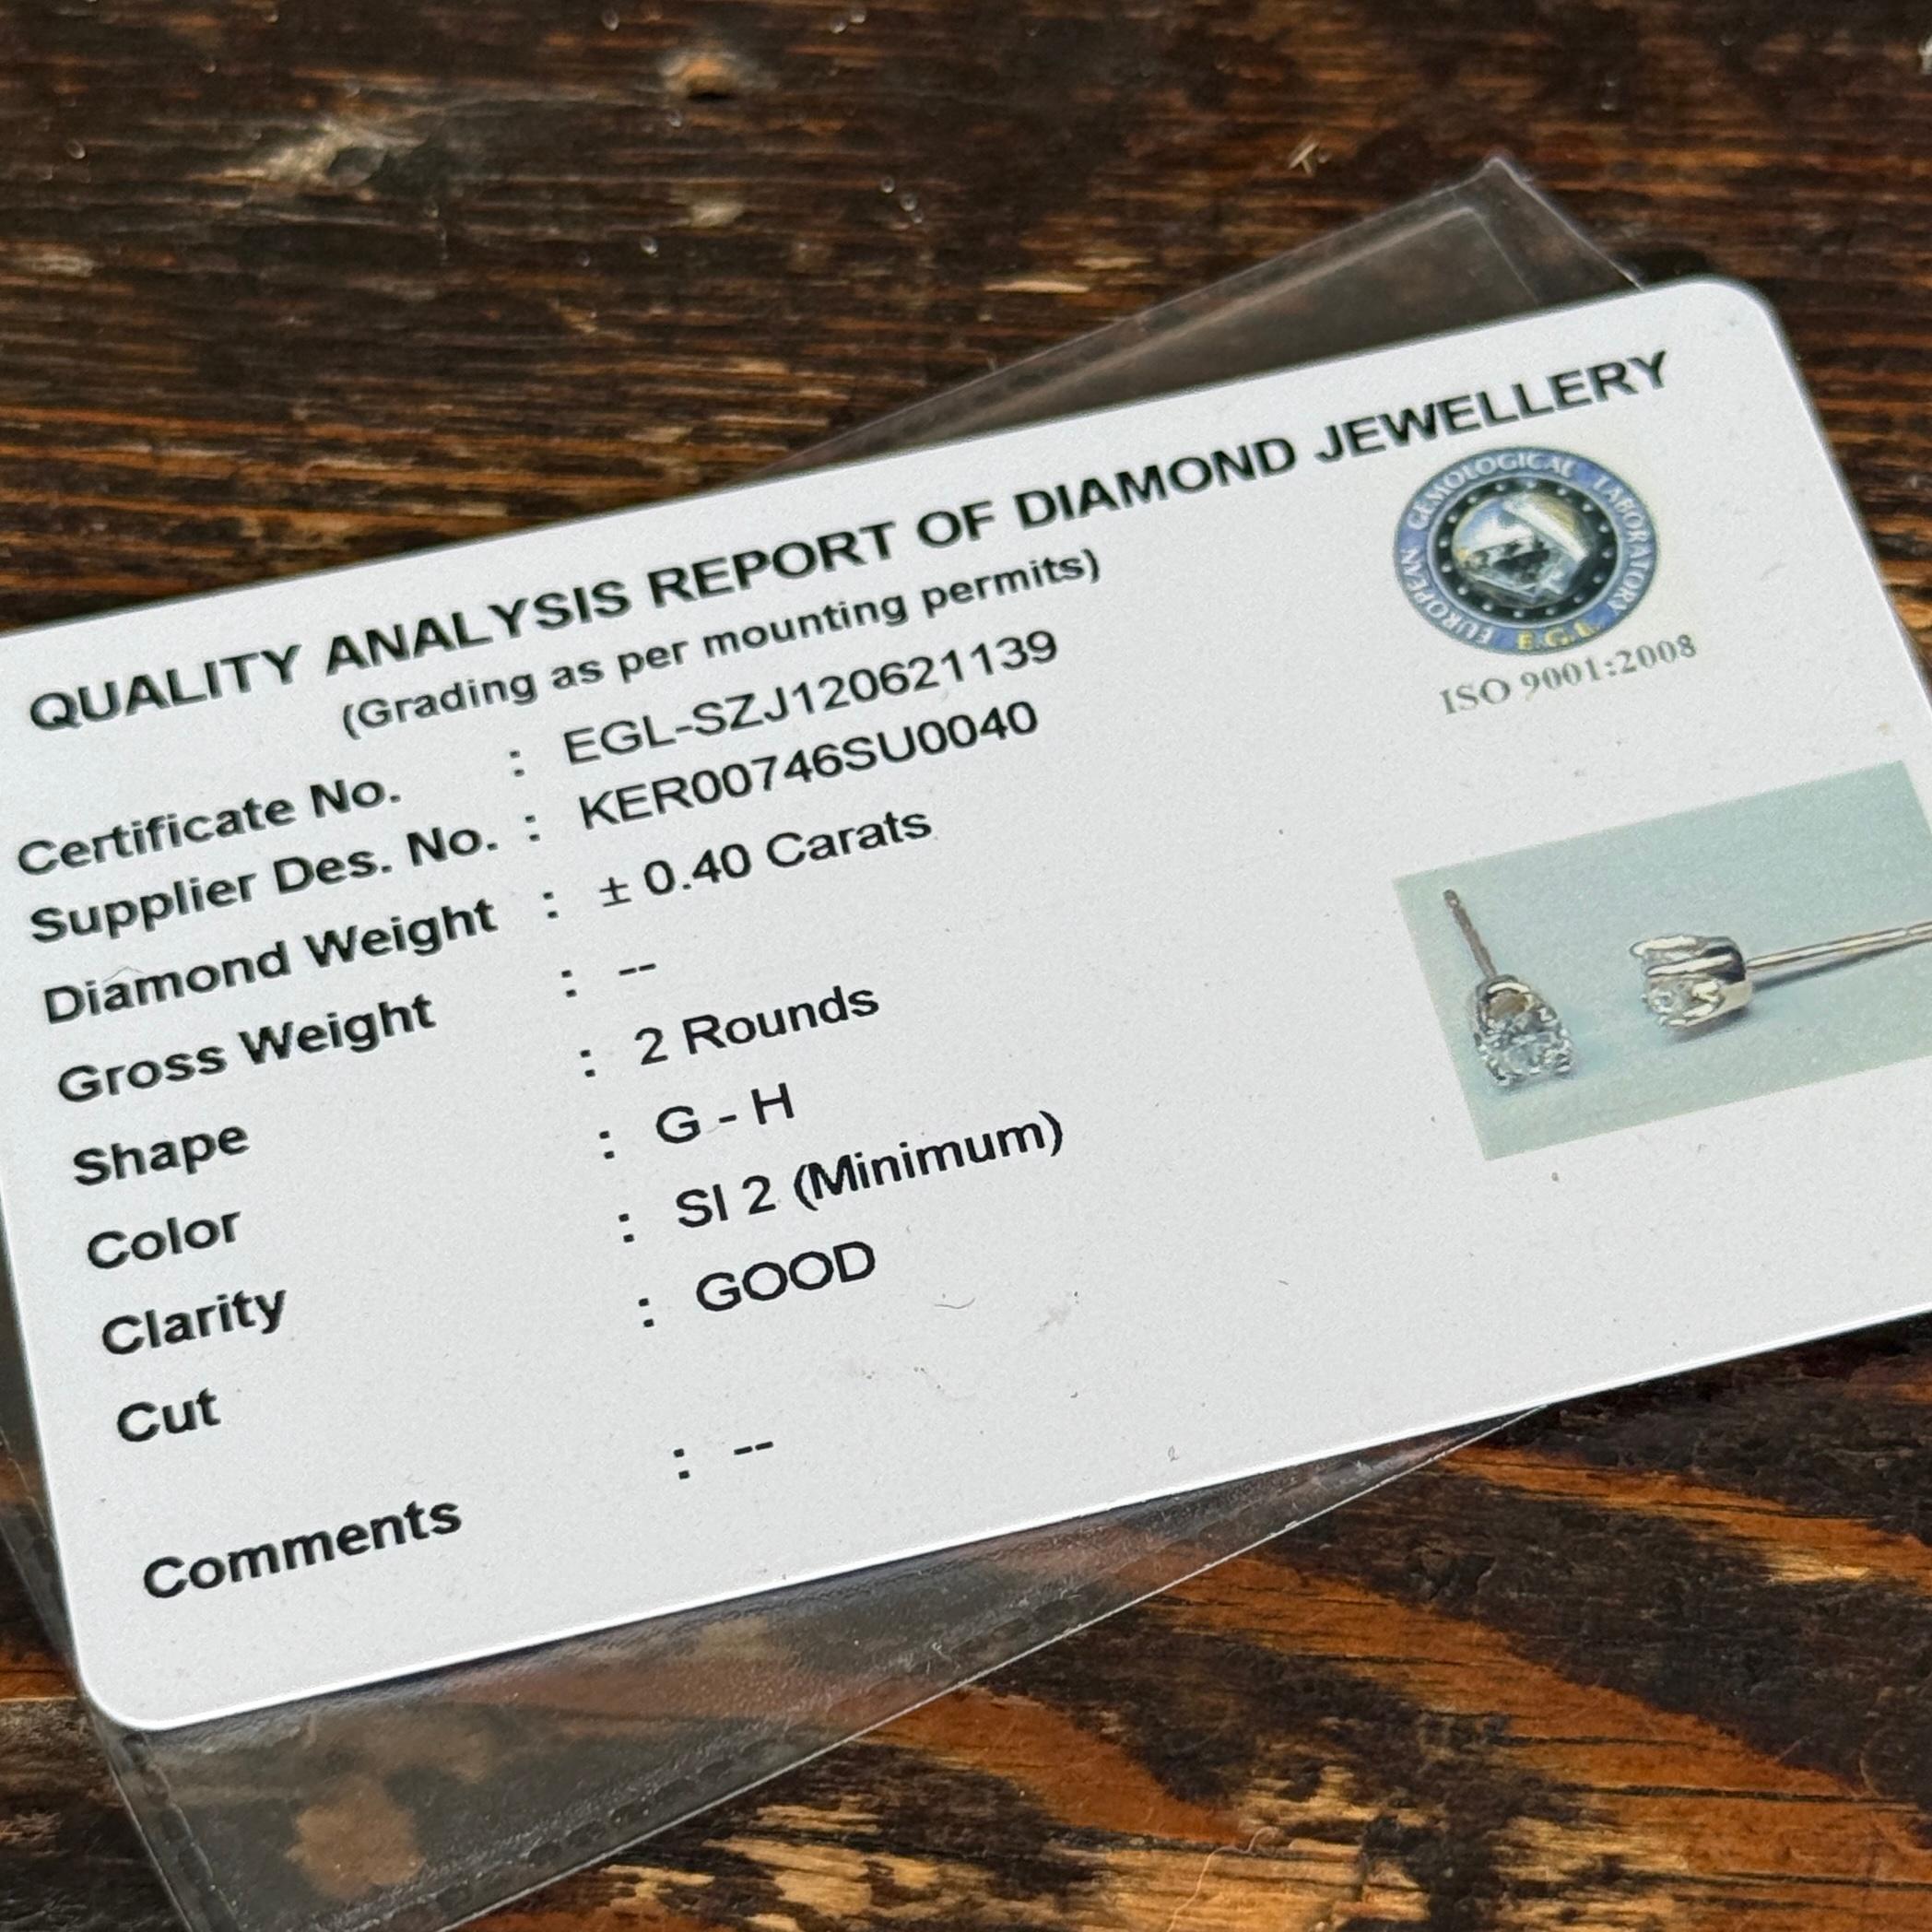 QUALITY ANALYSIS REPORT OF DIAMOND JEWELLERY
(Grading as per mounting permits)
Certificate No. : EGL-SZJ120621139
Supplier Des. No. : KER00746SU0040
Diamond Weight : ± 0.40 Carats
Gross Weight : --
Shape : 2 Rounds
Color : G - H
Clarity : SI 2 (Minimum)
Cut : GOOD
Comments : --
EUROPEAN GEMOLOGICAL LABORATORY
E.G.L.
ISO 9001:2008